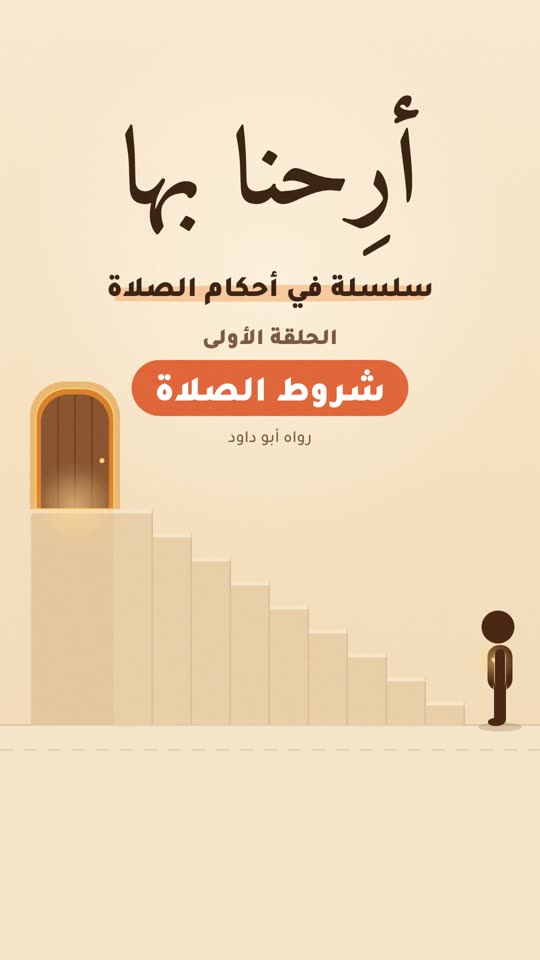 أرِحنا بها
سلسلة في أحكام الصلاة
الحلقة الأولى
شروط الصلاة
رواه أبو داود